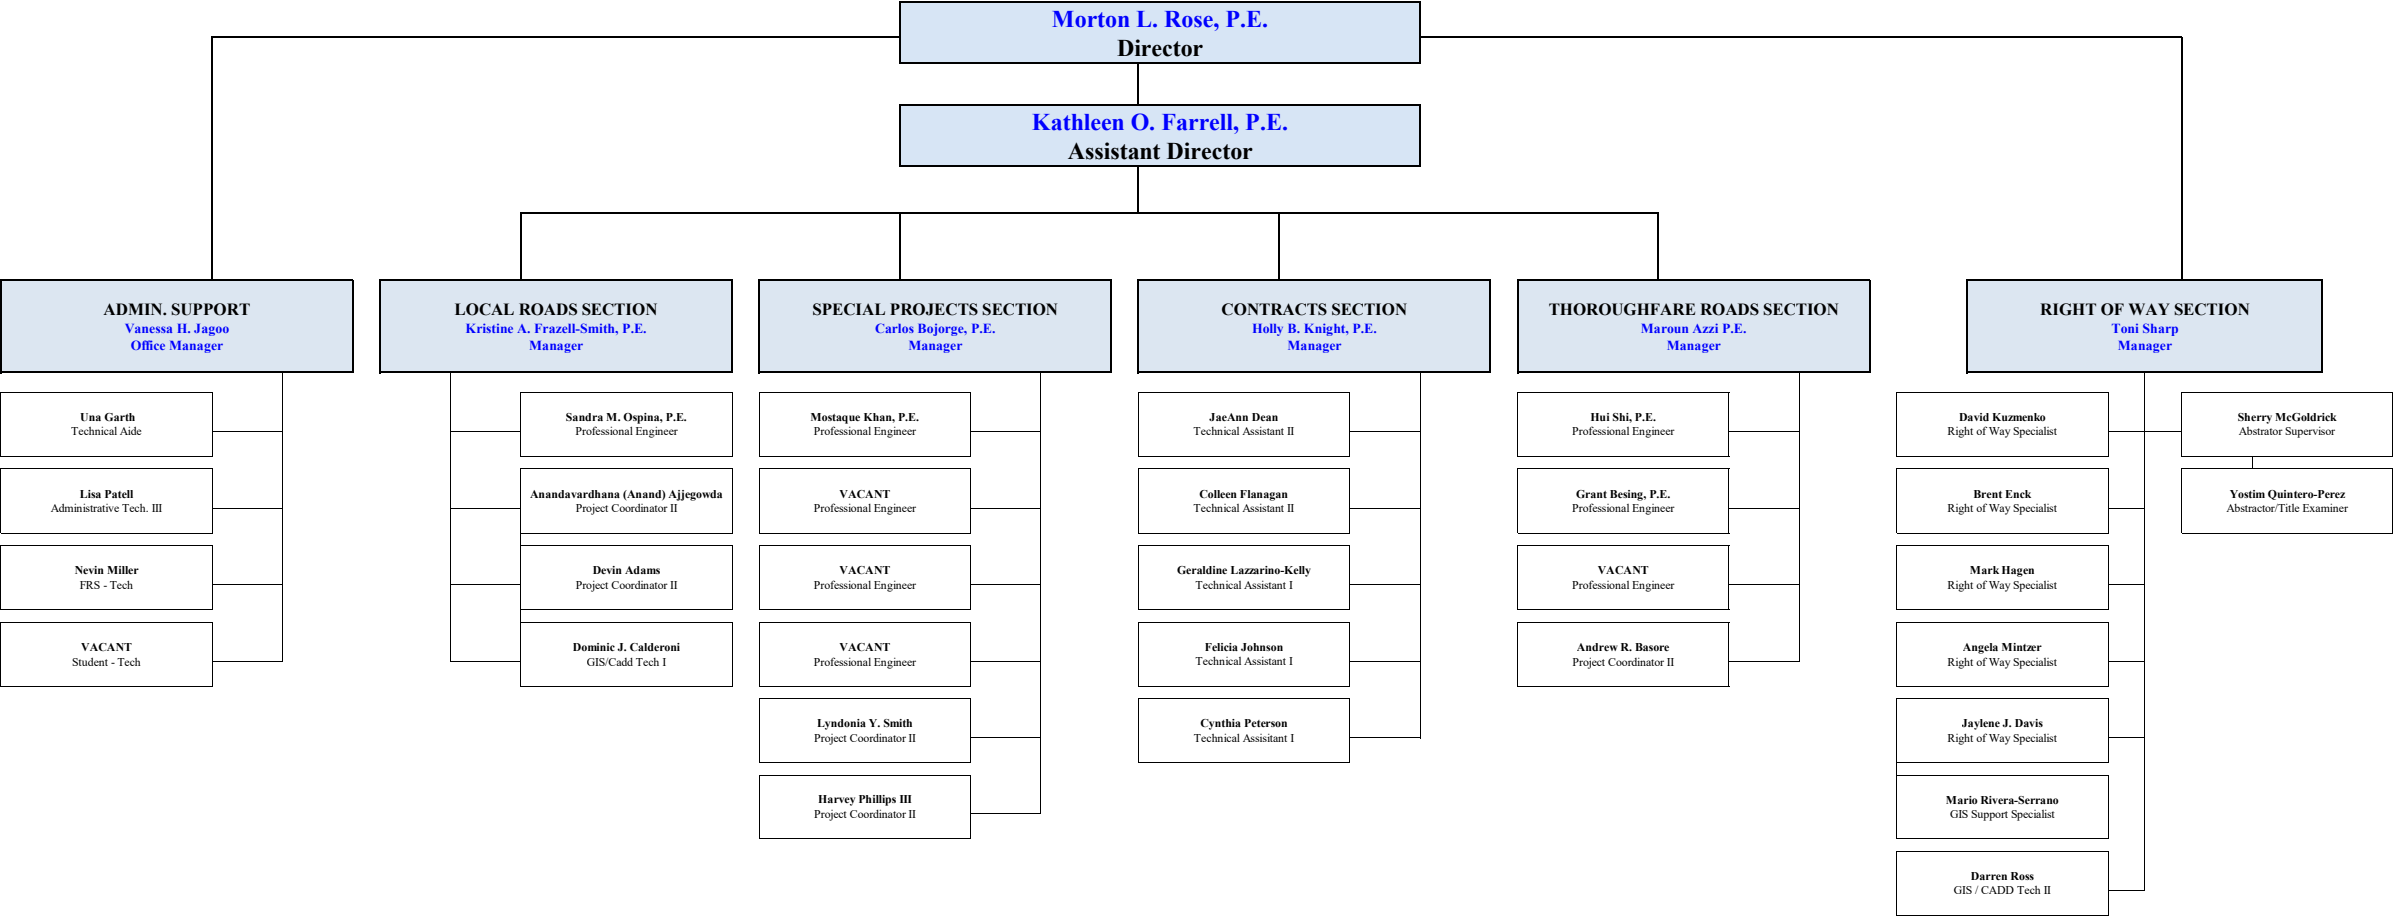 Morton L. Rose, P.E.
Director
Kathleen O. Farrell, P.E.
Assistant Director
ADMIN. SUPPORT
Vanessa H. Jagoo
Office Manager
Una Garth
Technical Aide
Lisa Patell
Administrative Tech. III
Nevin Miller
FRS - Tech
VACANT
Student - Tech
LOCAL ROADS SECTION
Kristine A. Frazell-Smith, P.E.
Manager
Sandra M. Ospina, P.E.
Professional Engineer
Anandavardhana (Anand) Ajjegowda
Project Coordinator II
Devin Adams
Project Coordinator II
Dominic J. Calderoni
GIS/Cadd Tech I
SPECIAL PROJECTS SECTION
Carlos Bojorge, P.E.
Manager
Mostaque Khan, P.E.
Professional Engineer
VACANT
Professional Engineer
VACANT
Professional Engineer
VACANT
Professional Engineer
Lyndonia Y. Smith
Project Coordinator II
Harvey Phillips III
Project Coordinator II
CONTRACTS SECTION
Holly B. Knight, P.E.
Manager
JaeAnn Dean
Technical Assistant II
Colleen Flanagan
Technical Assistant II
Geraldine Lazzarino-Kelly
Technical Assistant I
Felicia Johnson
Technical Assistant I
Cynthia Peterson
Technical Assisitant I
THOROUGHFARE ROADS SECTION
Maroun Azzi P.E.
Manager
Hui Shi, P.E.
Professional Engineer
Grant Besing, P.E.
Professional Engineer
VACANT
Professional Engineer
Andrew R. Basore
Project Coordinator II
RIGHT OF WAY SECTION
Toni Sharp
Manager
David Kuzmenko
Right of Way Specialist
Brent Enck
Right of Way Specialist
Mark Hagen
Right of Way Specialist
Angela Mintzer
Right of Way Specialist
Jaylene J. Davis
Right of Way Specialist
Mario Rivera-Serrano
GIS Support Specialist
Darren Ross
GIS / CADD Tech II
Sherry McGoldrick
Abstrator Supervisor
Yostim Quintero-Perez
Abstractor/Title Examiner